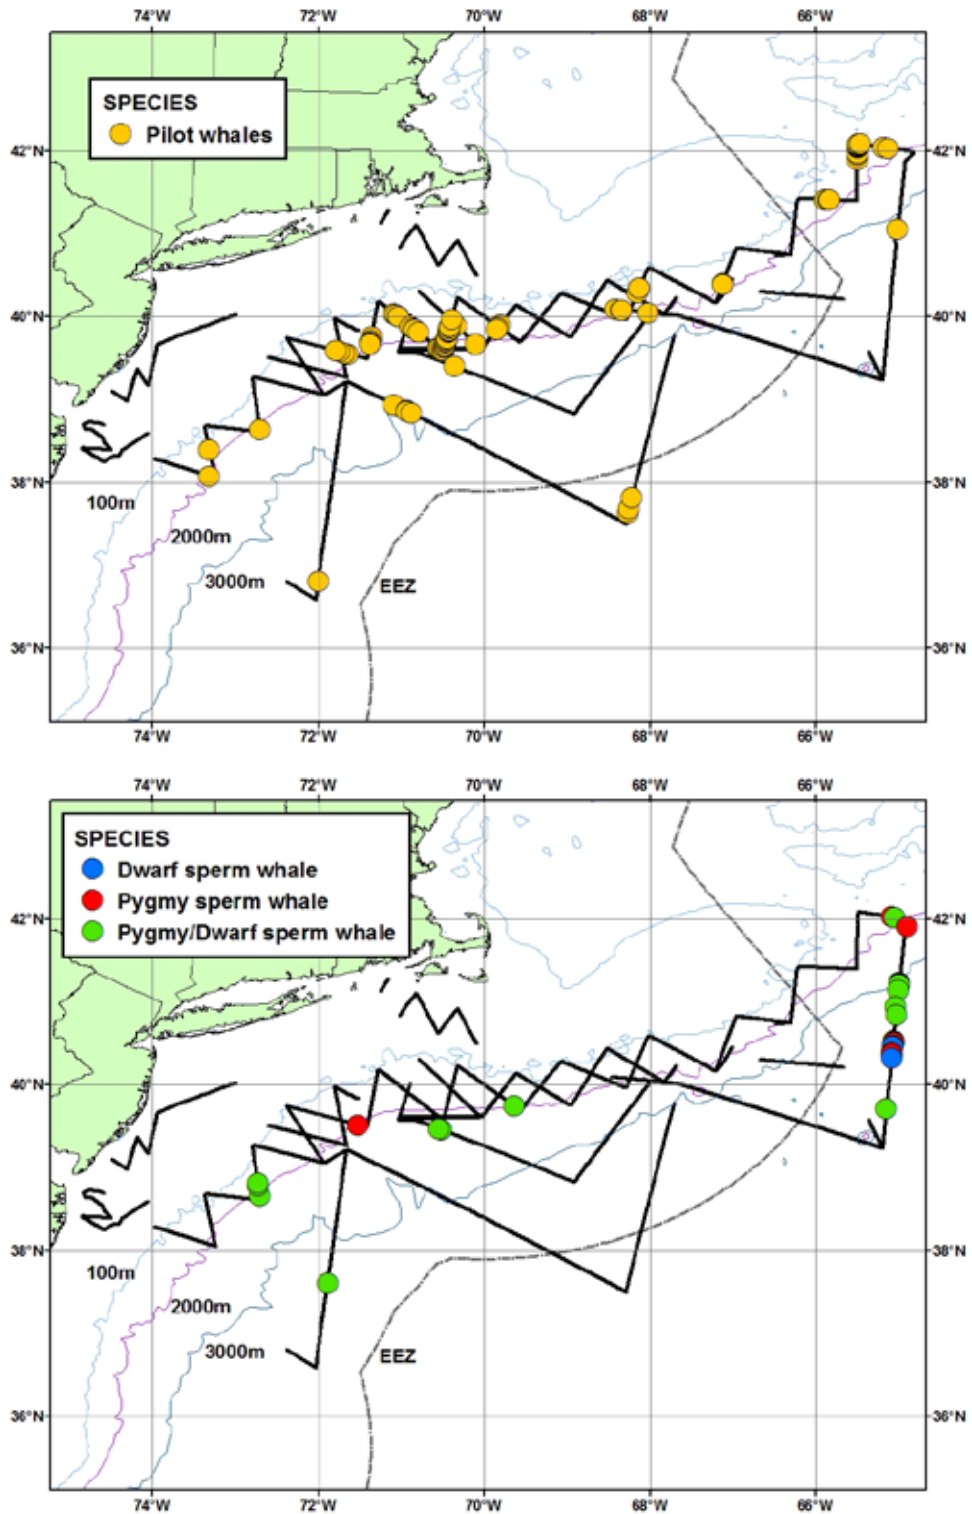 74°W 72°W 70°W 68°W 66°W
SPECIES
Pilot whales
42°N 42°N
40°N 40°N
38°N 38°N
100m
2000m
3000m
EEZ
36°N 36°N
74°W 72°W 70°W 68°W 66°W
74°W 72°W 70°W 68°W 66°W
SPECIES
Dwarf sperm whale
Pygmy sperm whale
Pygmy/Dwarf sperm whale
42°N 42°N
40°N 40°N
38°N 38°N
100m
2000m
3000m
EEZ
36°N 36°N
74°W 72°W 70°W 68°W 66°W